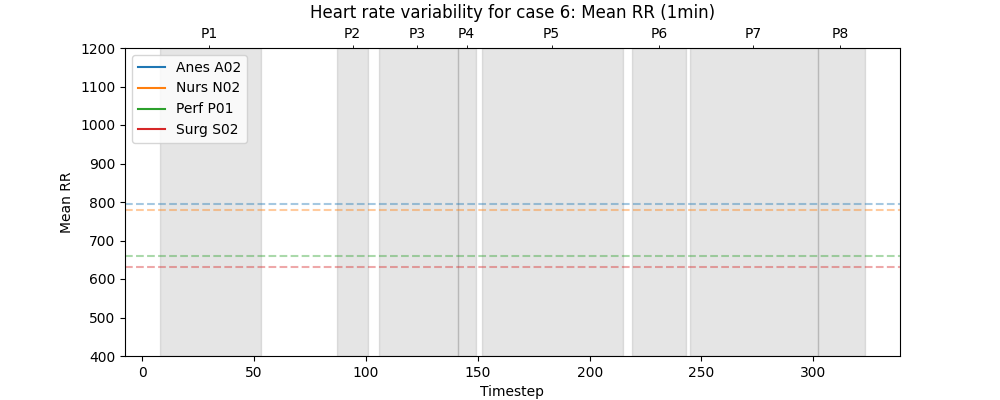 Heart rate variability for case 6: Mean RR (1min)
P1 P2 P3 P4 P5 P6 P7 P8
1200
1100
1000
900
800
700
600
500
400
Mean RR
Anes A02
Nurs N02
Perf P01
Surg S02
0 50 100 150 200 250 300
Timestep